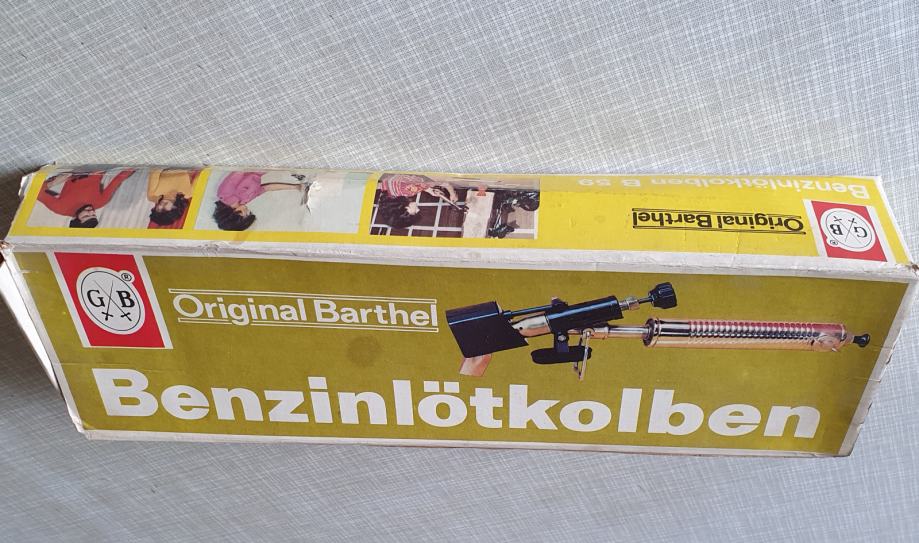 G B
®
Original Barthel
Benzinlötkolben
Benzinlötkolben B 59
Original Barthel
G B
®